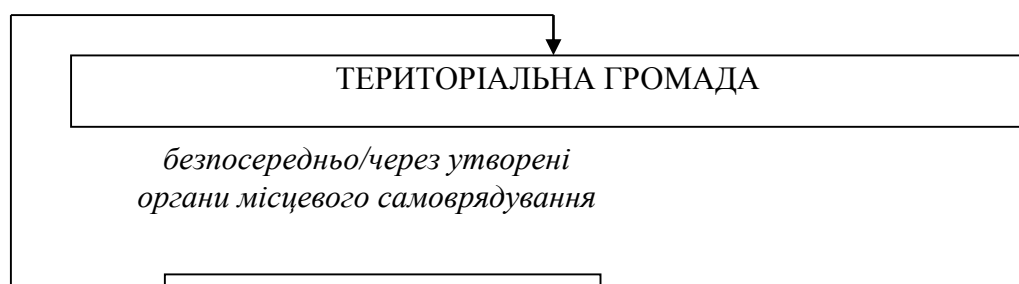 ТЕРИТОРІАЛЬНА ГРОМАДА
безпосередньо/через утворені
органи місцевого самоврядування